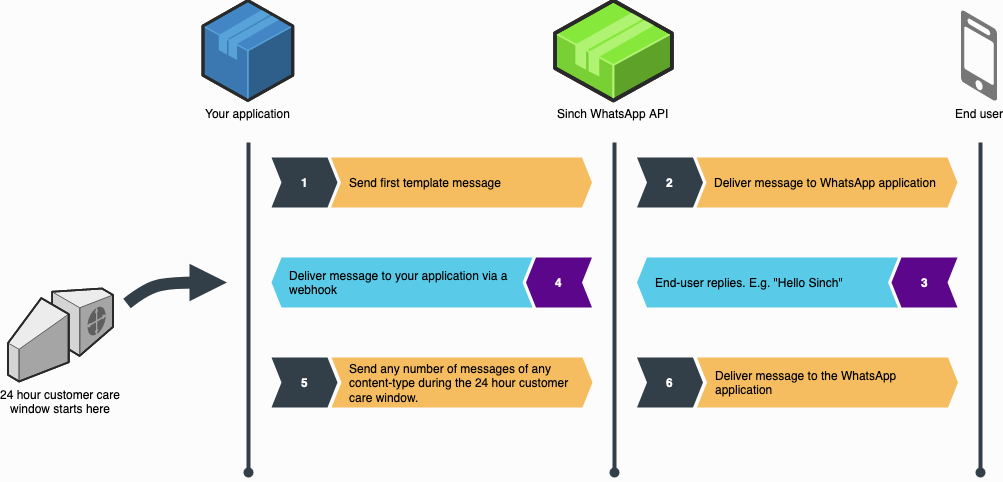 Your application
Sinch WhatsApp API
End user
1
Send first template message
2
Deliver message to WhatsApp application
Deliver message to your application via a
webhook
4
End-user replies. E.g. "Hello Sinch"
3
24 hour customer care
window starts here
5
Send any number of messages of any
content-type during the 24 hour customer
care window.
6
Deliver message to the WhatsApp
application